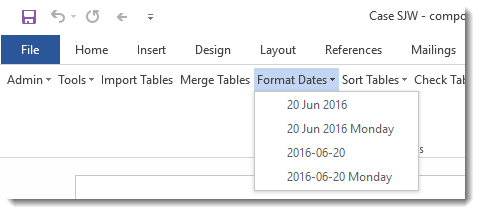 Case SJW - compo
File Home Insert Design Layout References Mailings
Admin Tools Import Tables Merge Tables Format Dates Sort Tables Check Tab
20 Jun 2016
20 Jun 2016 Monday
2016-06-20
s
2016-06-20 Monday